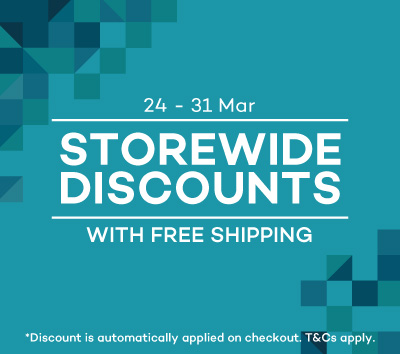 24 - 31 Mar
STOREWIDE
DISCOUNTS
WITH FREE SHIPPING
*Discount is automatically applied on checkout. T&Cs apply.